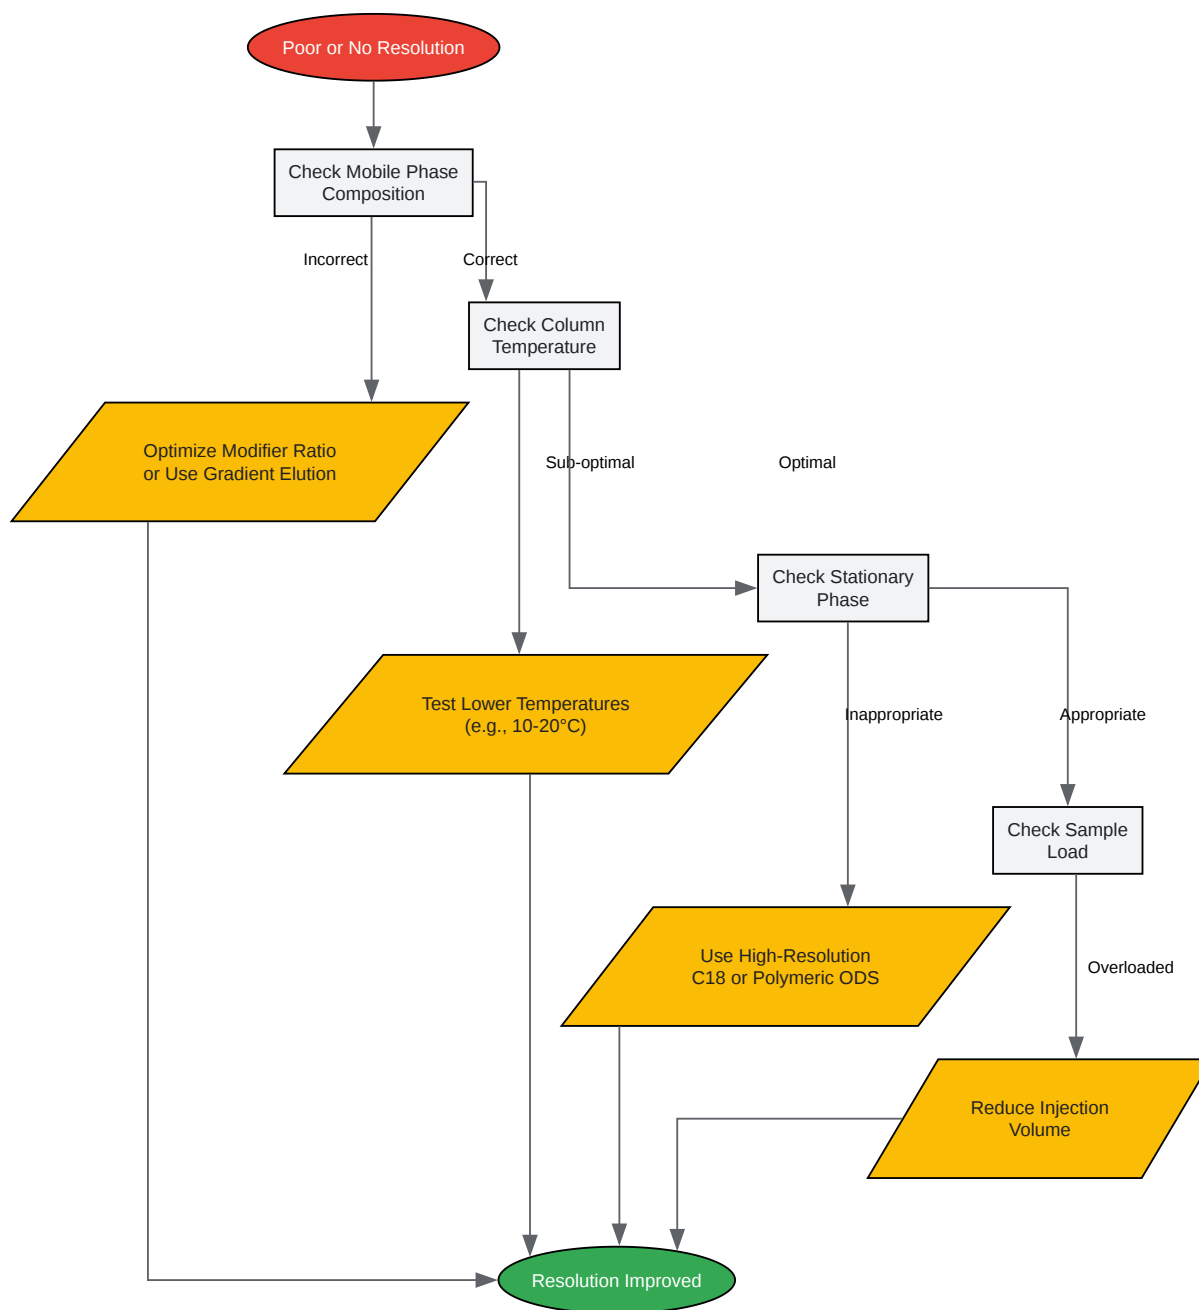 Poor or No Resolution
Check Mobile Phase
Composition
Incorrect
Correct
Check Column
Temperature
Optimize Modifier Ratio
or Use Gradient Elution
Sub-optimal
Optimal
Check Stationary
Phase
Test Lower Temperatures
(e.g., 10-20°C)
Inappropriate
Appropriate
Check Sample
Load
Use High-Resolution
C18 or Polymeric ODS
Overloaded
Reduce Injection
Volume
Resolution Improved